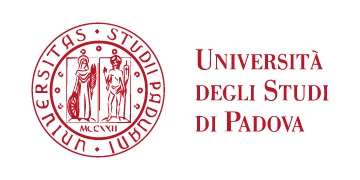 UNIVERSITAS · STUDII PADUANI ·
MCCXXII
UNIVERSITÀ
DEGLI STUDI
DI PADOVA